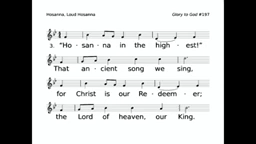 Hosanna, Loud Hosanna Glory to God #197
3. "Ho - san - na in the high - est!"
That an - cient song we sing,
for Christ is our Re - deem - er;
the Lord of heaven, our King.